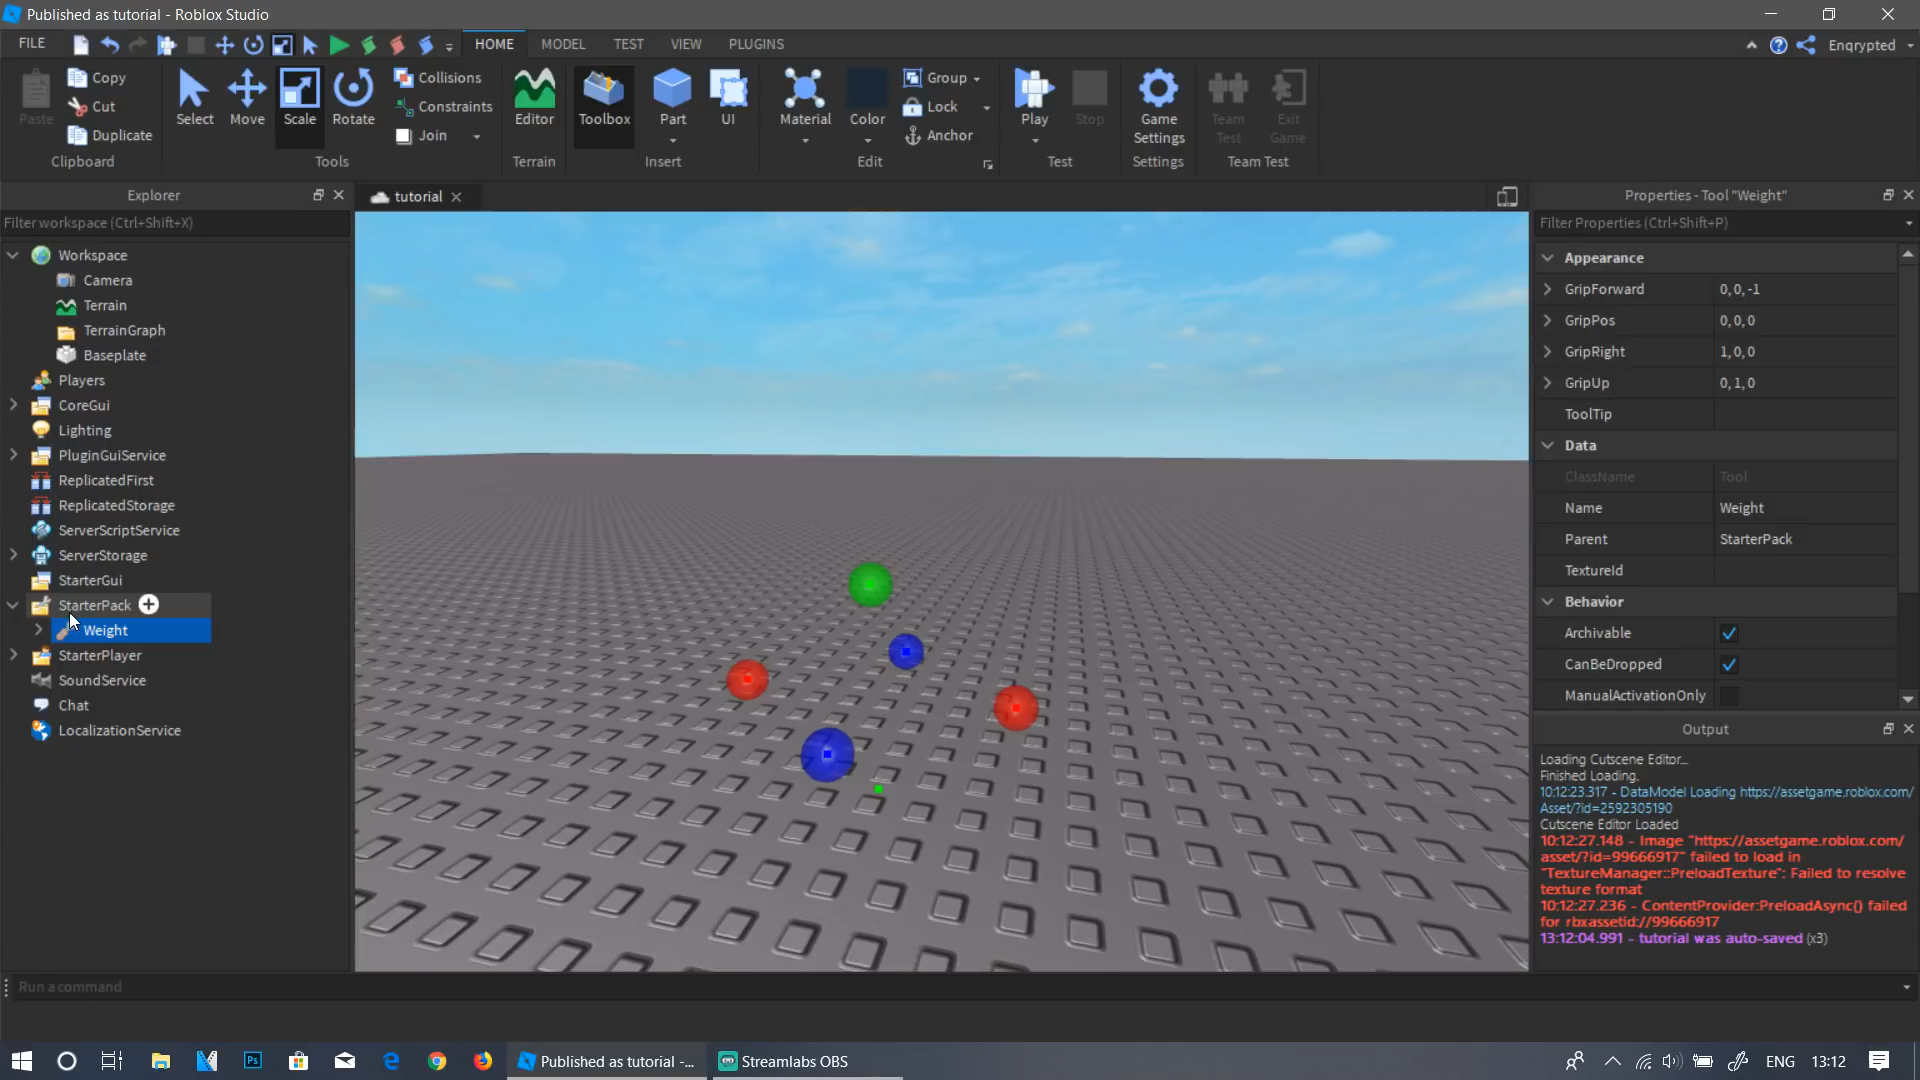 Published as tutorial - Roblox Studio
FILE
HOME
MODEL
TEST
VIEW
PLUGINS
Enqrypted
Paste
Copy
Cut
Duplicate
Clipboard
Select
Move
Scale
Rotate
Collisions
Constraints
Join
Tools
Editor
Terrain
Toolbox
Part
UI
Insert
Material
Color
Group
Lock
Anchor
Edit
Play
Stop
Test
Game
Settings
Settings
Team
Test
Exit
Game
Team Test
Explorer
Filter workspace (Ctrl+Shift+X)
Workspace
Camera
Terrain
TerrainGraph
Baseplate
Players
CoreGui
Lighting
PluginGuiService
ReplicatedFirst
ReplicatedStorage
ServerScriptService
ServerStorage
StarterGui
StarterPack
Weight
StarterPlayer
SoundService
Chat
LocalizationService
tutorial
Properties - Tool "Weight"
Filter Properties (Ctrl+Shift+P)
Appearance
GripForward 0, 0, -1
GripPos 0, 0, 0
GripRight 1, 0, 0
GripUp 0, 1, 0
ToolTip
Data
ClassName Tool
Name Weight
Parent StarterPack
TextureId
Behavior
Archivable
CanBeDropped
ManualActivationOnly
Output
Loading Cutscene Editor...
Finished Loading.
10:12:23.317 - DataModel Loading https://assetgame.roblox.com/
Asset/?id=2592305190
Cutscene Editor Loaded
10:12:27.148 - Image "https://assetgame.roblox.com/
asset/?id=99666917" failed to load in
"TextureManager::PreloadTexture": Failed to resolve
texture format
10:12:27.236 - ContentProvider:PreloadAsync() failed
for rbxassetid://99666917
13:12:04.991 - tutorial was auto-saved (x3)
Run a command
Ps
Published as tutorial -...
Streamlabs OBS
ENG
13:12